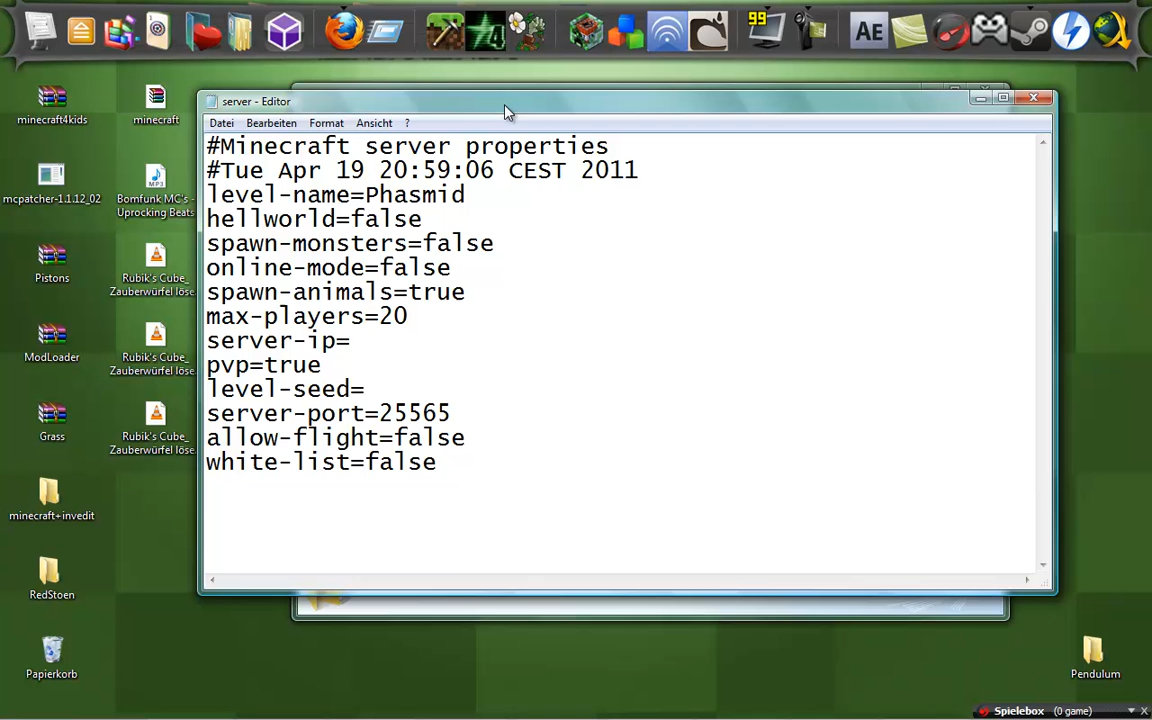 99
AE
server - Editor
Datei Bearbeiten Format Ansicht ?
#Minecraft server properties
#Tue Apr 19 20:59:06 CEST 2011
level-name=Phasmid
hellworld=false
spawn-monsters=false
online-mode=false
spawn-animals=true
max-players=20
server-ip=
pvp=true
level-seed=
server-port=25565
allow-flight=false
white-list=false
minecraft4kids
minecraft
mcpatcher-1.1.12_02
Bomfunk MC's -
Uprocking Beats
Pistons
Rubik's Cube_
Zauberwürfel löse...
ModLoader
Rubik's Cube_
Zauberwürfel löse...
Grass
Rubik's Cube_
Zauberwürfel löse...
minecraft+invedit
RedStoen
Papierkorb
Pendulum
Spielebox (0 game)